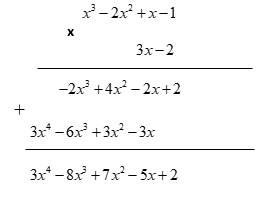 x³ − 2x² + x − 1
x
3x − 2
−2x³ + 4x² − 2x + 2
+
3x⁴ − 6x³ + 3x² − 3x
3x⁴ − 8x³ + 7x² − 5x + 2